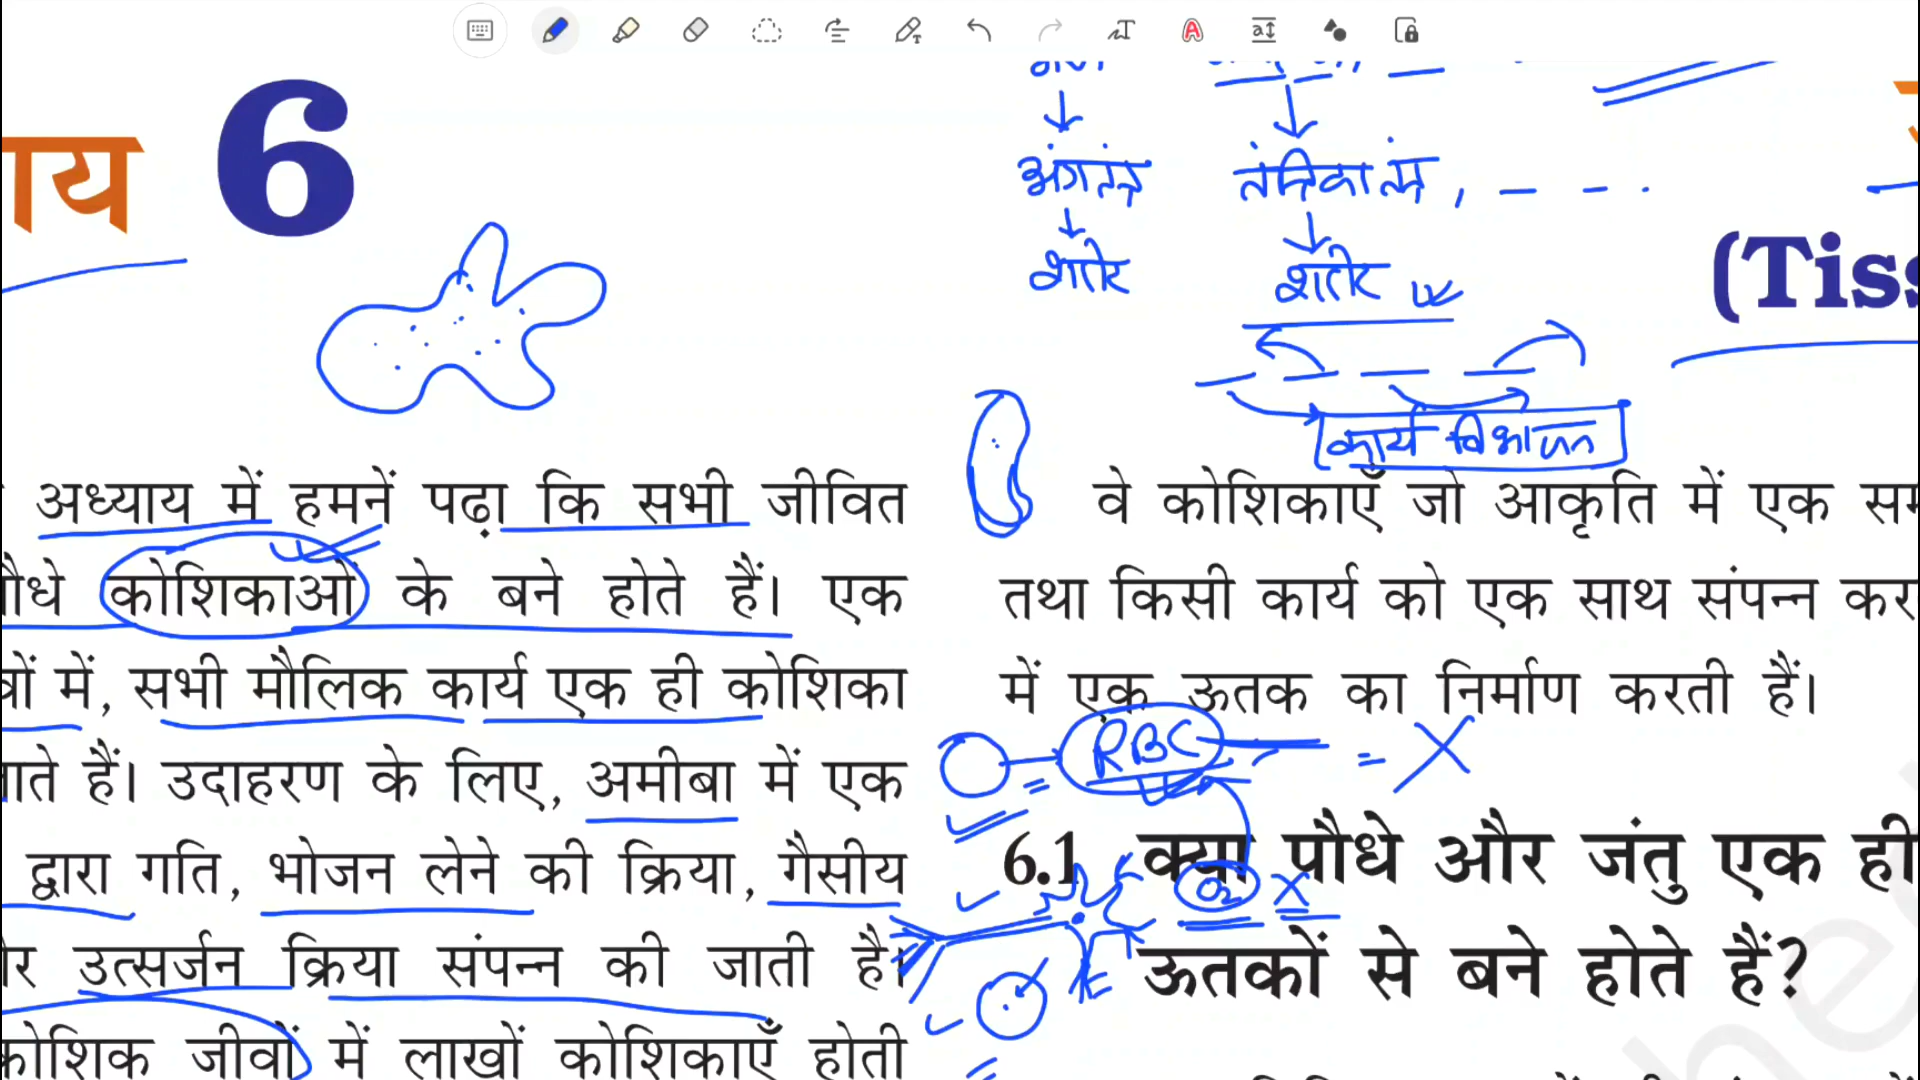 ाय 6
अंगतंत्र तंत्रिका तंत्र, – – .
शरीर शरीर
(Tiss
कार्य विभाजन
अध्याय में हमनें पढ़ा कि सभी जीवित
ौधे कोशिकाओं के बने होते हैं। एक
वों में, सभी मौलिक कार्य एक ही कोशिका
ाते हैं। उदाहरण के लिए, अमीबा में एक
द्वारा गति, भोजन लेने की क्रिया, गैसीय
र उत्सर्जन क्रिया संपन्न की जाती है।
कोशिक जीवों में लाखों कोशिकाएँ होती
वे कोशिकाएँ जो आकृति में एक सम
तथा किसी कार्य को एक साथ संपन्न कर
में एक ऊतक का निर्माण करती हैं।
RBC = X
6.1 क्या पौधे और जंतु एक ही
O2 X
ऊतकों से बने होते हैं?